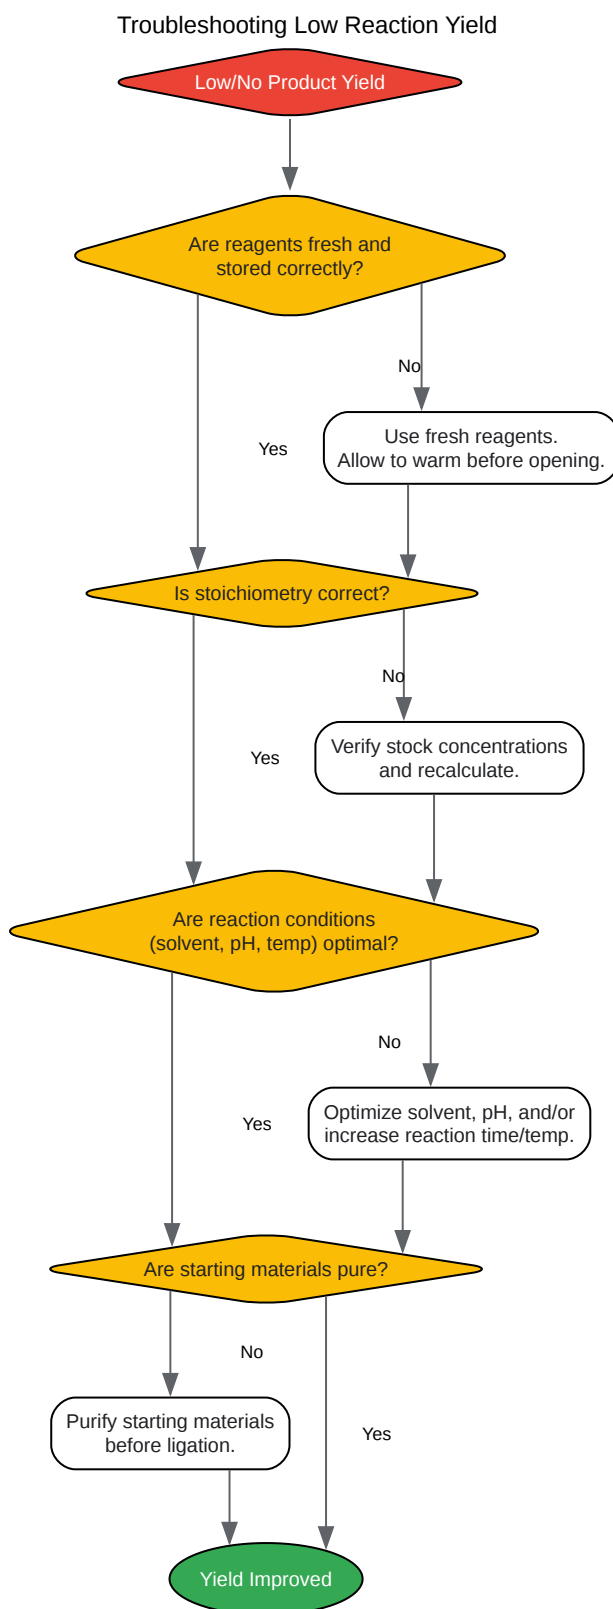 Troubleshooting Low Reaction Yield
Low/No Product Yield
Are reagents fresh and
stored correctly?
No
Yes
Use fresh reagents.
Allow to warm before opening.
Is stoichiometry correct?
No
Yes
Verify stock concentrations
and recalculate.
Are reaction conditions
(solvent, pH, temp) optimal?
No
Yes
Optimize solvent, pH, and/or
increase reaction time/temp.
Are starting materials pure?
No
Purify starting materials
before ligation.
Yes
Yield Improved